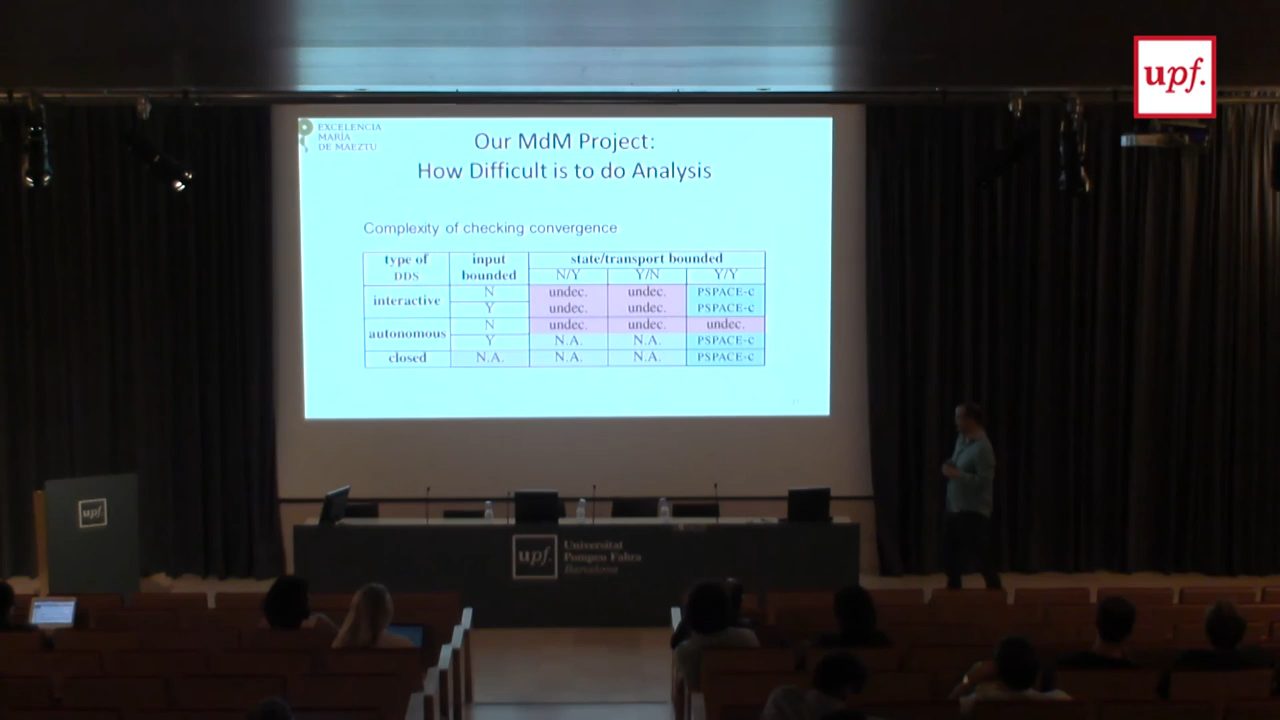 upf.
EXCELENCIA
MARÍA
DE MAEZTU
Our MdM Project:
How Difficult is to do Analysis
Complexity of checking convergence
type of DDS input bounded state/transport bounded
N/Y Y/N Y/Y
interactive N undec. undec. PSPACE-c
Y undec. undec. PSPACE-c
autonomous N undec. undec. undec.
Y N.A. N.A. PSPACE-c
closed N.A. N.A. N.A. PSPACE-c
upf.
upf.
Universitat
Pompeu Fabra
Barcelona